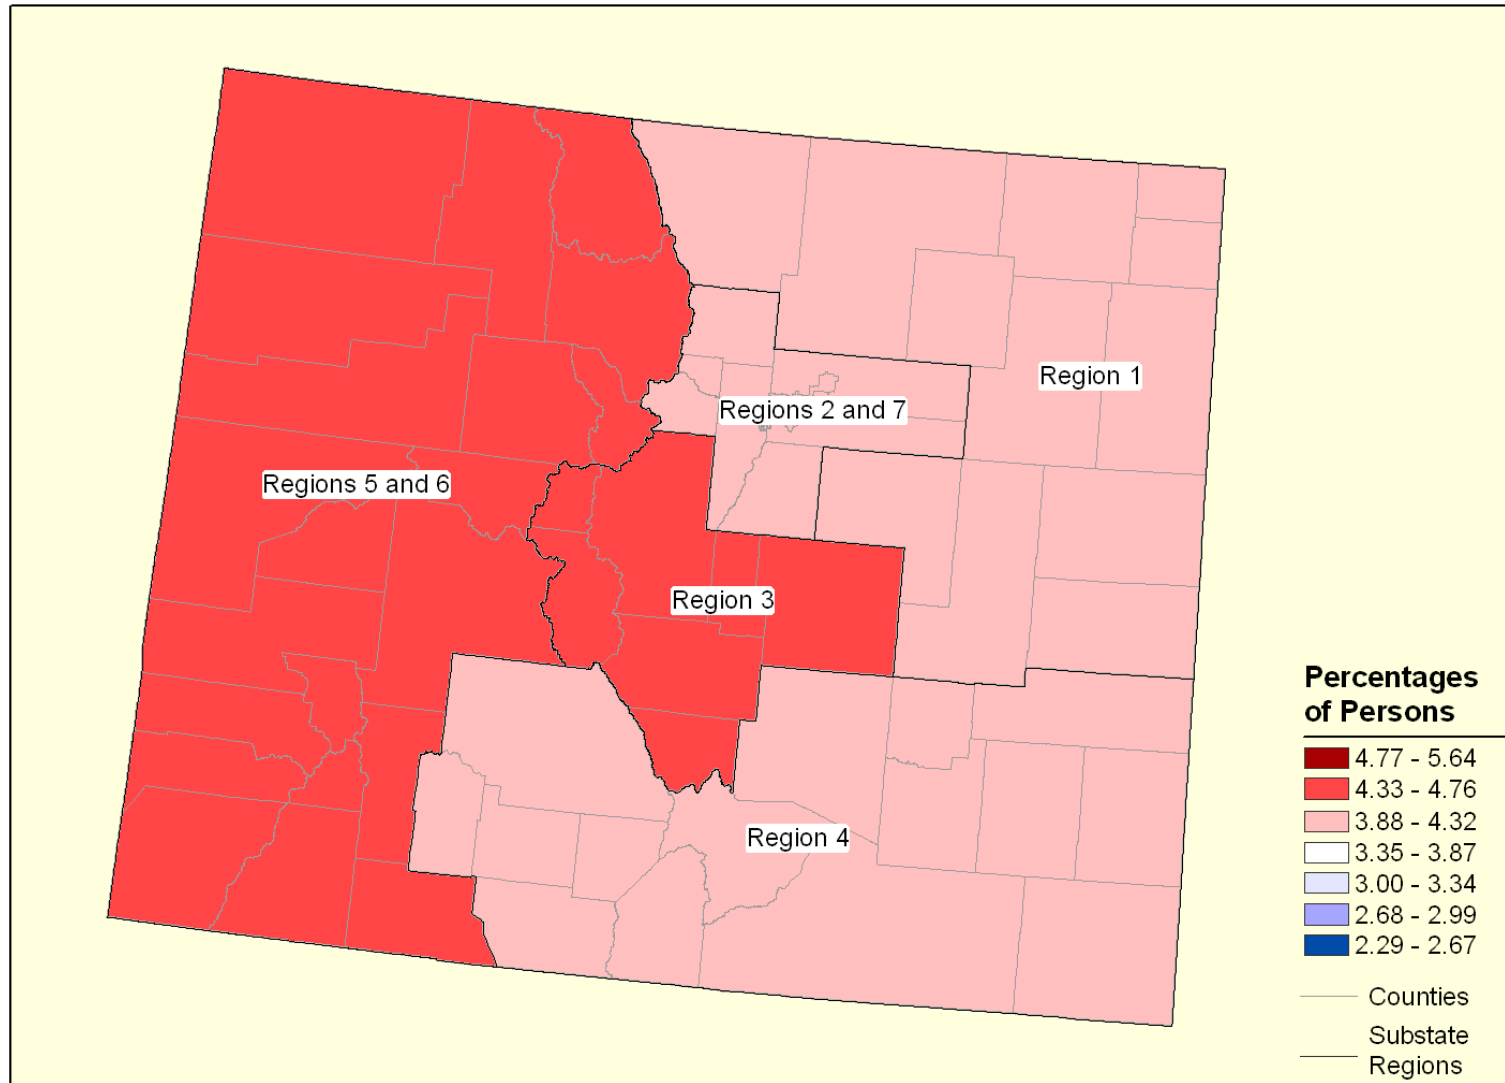 Region 1
Regions 2 and 7
Regions 5 and 6
Region 3
Region 4
Percentages
of Persons
4.77 - 5.64
4.33 - 4.76
3.88 - 4.32
3.35 - 3.87
3.00 - 3.34
2.68 - 2.99
2.29 - 2.67
Counties
Substate
Regions